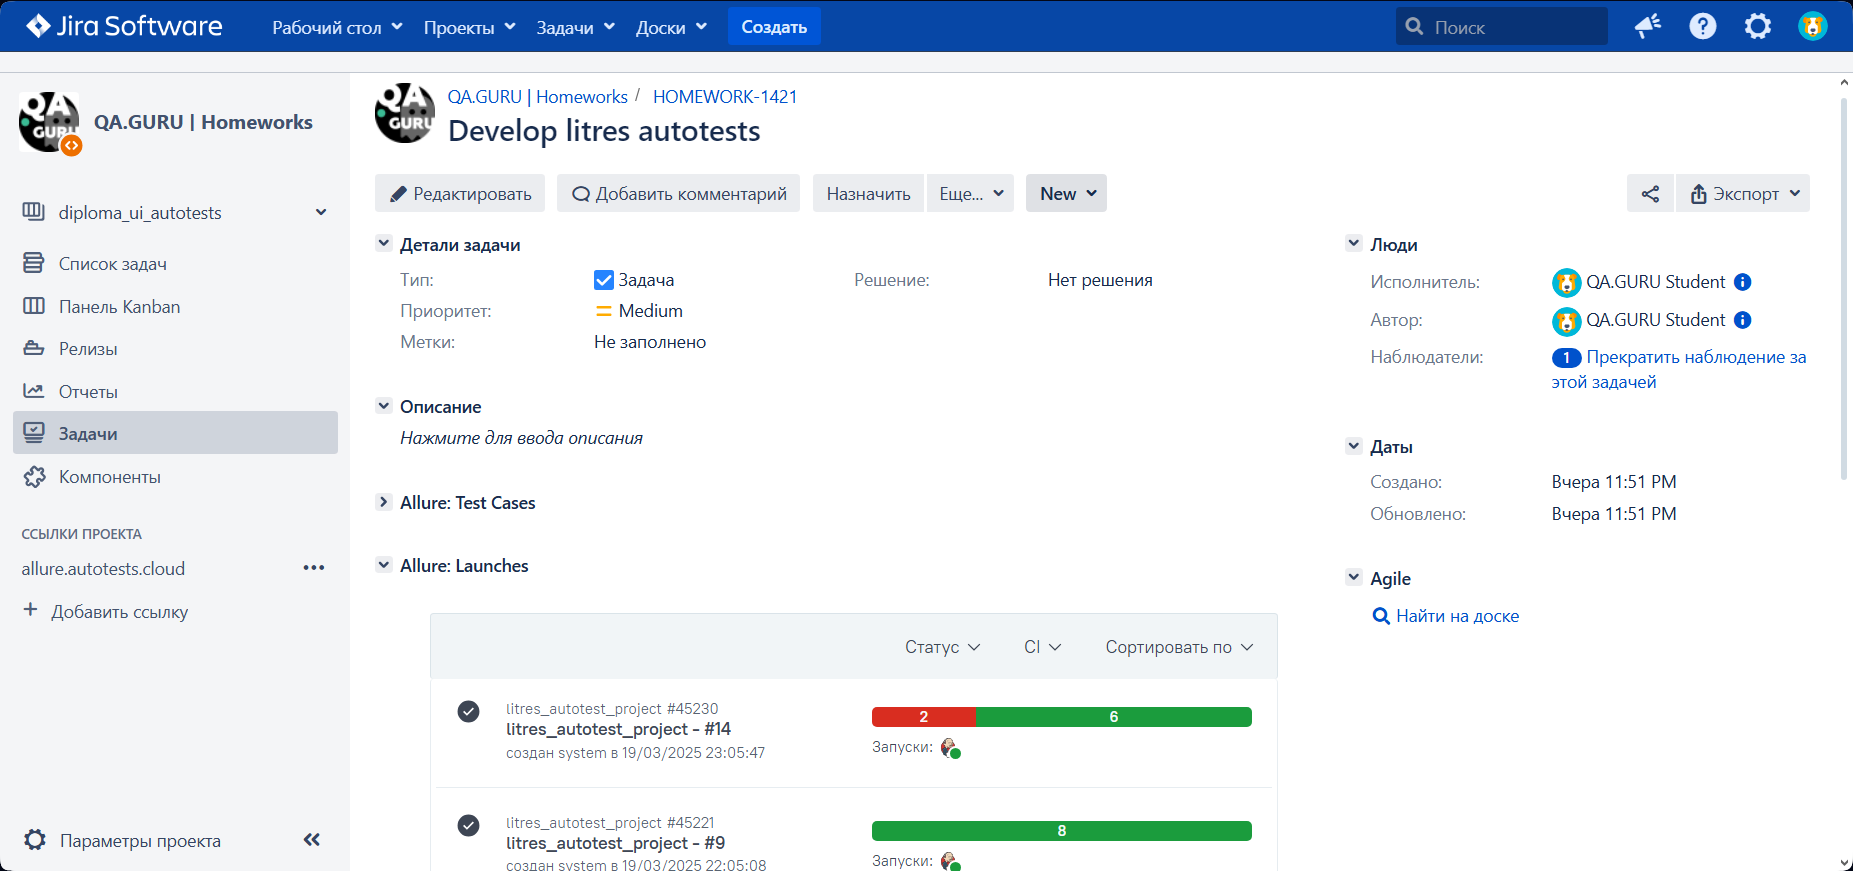 Jira Software
Рабочий стол
Проекты
Задачи
Доски
Создать
Поиск
QA.GURU | Homeworks
diploma_ui_autotests
Список задач
Панель Kanban
Релизы
Отчеты
Задачи
Компоненты
ССЫЛКИ ПРОЕКТА
allure.autotests.cloud
Добавить ссылку
Параметры проекта
QA GURU
QA.GURU | Homeworks / HOMEWORK-1421
Develop litres autotests
Редактировать
Добавить комментарий
Назначить
Еще...
New
Экспорт
Детали задачи
Тип: Задача
Решение: Нет решения
Приоритет: Medium
Метки: Не заполнено
Описание
Нажмите для ввода описания
Allure: Test Cases
Allure: Launches
Статус
CI
Сортировать по
litres_autotest_project #45230
litres_autotest_project - #14
создан system в 19/03/2025 23:05:47
2 6
Запуски:
litres_autotest_project #45221
litres_autotest_project - #9
создан system в 19/03/2025 22:05:08
8
Запуски:
Люди
Исполнитель: QA.GURU Student
Автор: QA.GURU Student
Наблюдатели: 1 Прекратить наблюдение за
этой задачей
Даты
Создано: Вчера 11:51 PM
Обновлено: Вчера 11:51 PM
Agile
Найти на доске